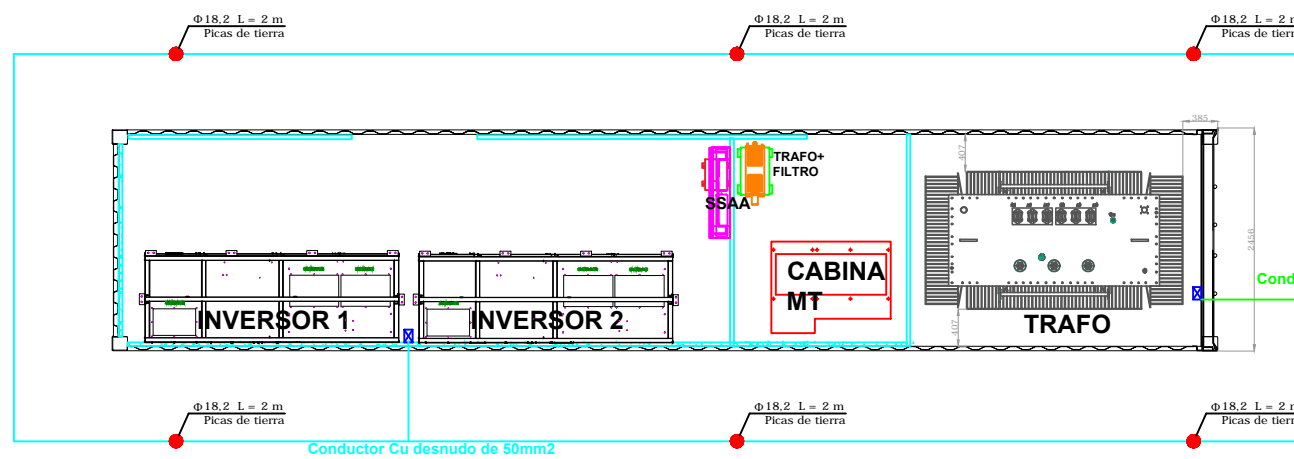 Φ18,2 L = 2 m
Picas de tierra
Φ18,2 L = 2 m
Picas de tierra
Φ18,2 L = 2
Picas de
385
TRAFO+
FILTRO
407
SSAA
2456
CABINA
MT
Cond
INVERSOR 1
INVERSOR 2
407
TRAFO
Φ18,2 L = 2 m
Picas de tierra
Φ18,2 L = 2 m
Picas de tierra
Φ18,2 L = 2
Picas de
Conductor Cu desnudo de 50mm2